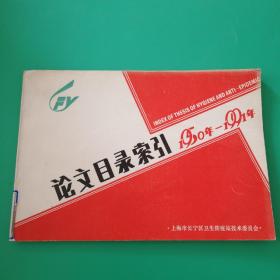 FY
INDEX OF THESIS OF HYGIENE AND ANTI-EPIDEMIC
论文目录索引
1990年-1991年
·上海市长宁区卫生防疫站技术委员会·